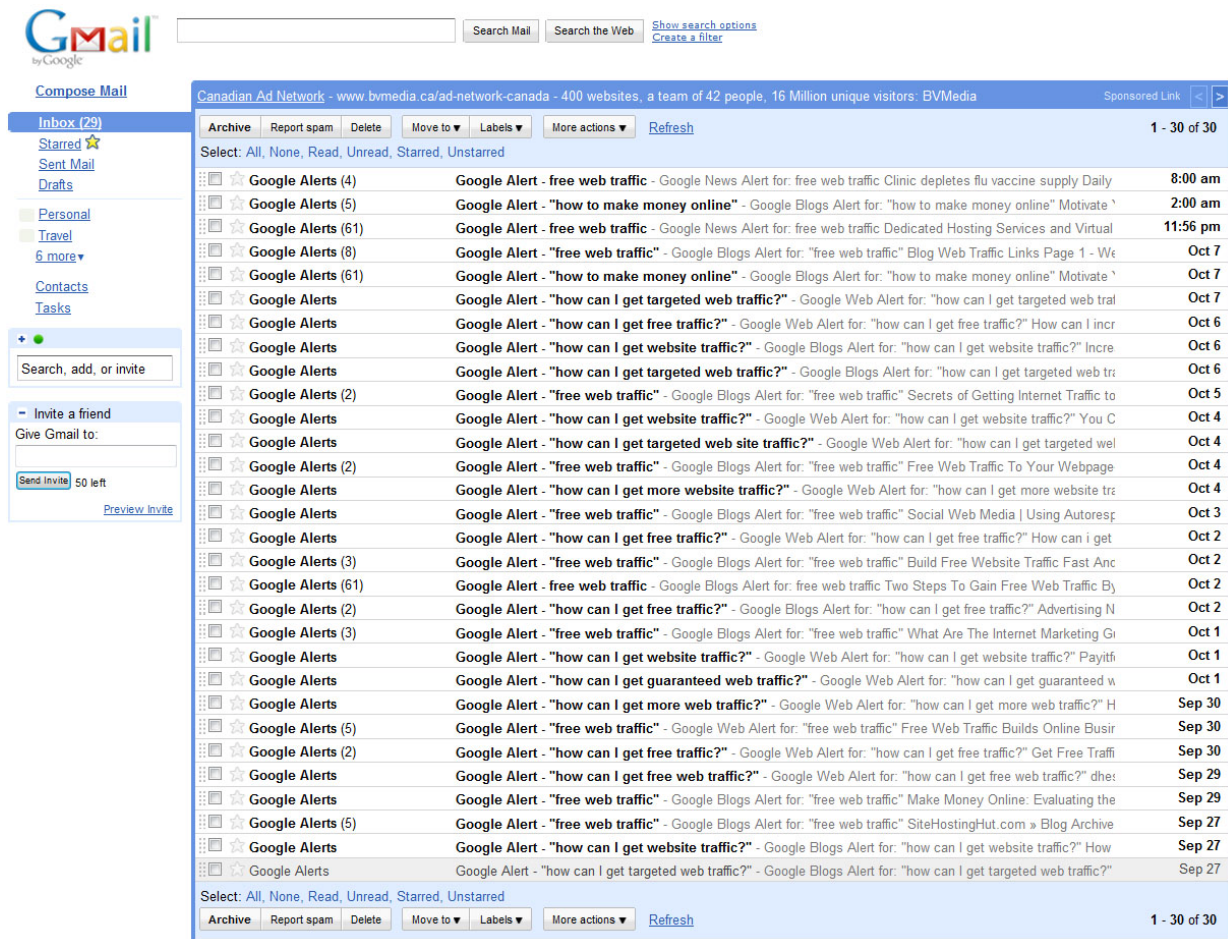 Gmail
by Google
Search Mail Search the Web Show search options
Create a filter
Compose Mail
Inbox (29)
Starred
Sent Mail
Drafts
Personal
Travel
6 more ▾
Contacts
Tasks
Search, add, or invite
Invite a friend
Give Gmail to:
Send Invite 50 left
Preview Invite
Canadian Ad Network - www.bvmedia.ca/ad-network-canada - 400 websites, a team of 42 people, 16 Million unique visitors: BVMedia Sponsored Link < >
Archive Report spam Delete Move to ▾ Labels ▾ More actions ▾ Refresh 1 - 30 of 30
Select: All, None, Read, Unread, Starred, Unstarred
Google Alerts (4) Google Alert - free web traffic - Google News Alert for: free web traffic Clinic depletes flu vaccine supply Daily 8:00 am
Google Alerts (5) Google Alert - "how to make money online" - Google Blogs Alert for: "how to make money online" Motivate 2:00 am
Google Alerts (61) Google Alert - free web traffic - Google News Alert for: free web traffic Dedicated Hosting Services and Virtual 11:56 pm
Google Alerts (8) Google Alert - "free web traffic" - Google Blogs Alert for: "free web traffic" Blog Web Traffic Links Page 1 - We Oct 7
Google Alerts (61) Google Alert - "how to make money online" - Google Blogs Alert for: "how to make money online" Motivate Oct 7
Google Alerts Google Alert - "how can I get targeted web traffic?" - Google Web Alert for: "how can I get targeted web traf Oct 7
Google Alerts Google Alert - "how can I get free traffic?" - Google Web Alert for: "how can I get free traffic?" How can I incr Oct 6
Google Alerts Google Alert - "how can I get website traffic?" - Google Blogs Alert for: "how can I get website traffic?" Incre Oct 6
Google Alerts Google Alert - "how can I get targeted web traffic?" - Google Blogs Alert for: "how can I get targeted web tra Oct 6
Google Alerts (2) Google Alert - "free web traffic" - Google Blogs Alert for: "free web traffic" Secrets of Getting Internet Traffic to Oct 5
Google Alerts Google Alert - "how can I get website traffic?" - Google Web Alert for: "how can I get website traffic?" You C Oct 4
Google Alerts Google Alert - "how can I get targeted web site traffic?" - Google Web Alert for: "how can I get targeted wel Oct 4
Google Alerts (2) Google Alert - "free web traffic" - Google Blogs Alert for: "free web traffic" Free Web Traffic To Your Webpage Oct 4
Google Alerts Google Alert - "how can I get more website traffic?" - Google Web Alert for: "how can I get more website tra Oct 4
Google Alerts Google Alert - "free web traffic" - Google Blogs Alert for: "free web traffic" Social Web Media | Using Autoresp Oct 3
Google Alerts Google Alert - "how can I get free traffic?" - Google Web Alert for: "how can I get free traffic?" How can i get Oct 2
Google Alerts (3) Google Alert - "free web traffic" - Google Blogs Alert for: "free web traffic" Build Free Website Traffic Fast Anc Oct 2
Google Alerts (61) Google Alert - free web traffic - Google Blogs Alert for: free web traffic Two Steps To Gain Free Web Traffic By Oct 2
Google Alerts (2) Google Alert - "how can I get free traffic?" - Google Blogs Alert for: "how can I get free traffic?" Advertising N Oct 2
Google Alerts (3) Google Alert - "free web traffic" - Google Blogs Alert for: "free web traffic" What Are The Internet Marketing Gu Oct 1
Google Alerts Google Alert - "how can I get website traffic?" - Google Web Alert for: "how can I get website traffic?" Payitf Oct 1
Google Alerts Google Alert - "how can I get guaranteed web traffic?" - Google Web Alert for: "how can I get guaranteed w Oct 1
Google Alerts Google Alert - "how can I get more web traffic?" - Google Web Alert for: "how can I get more web traffic?" H Sep 30
Google Alerts (5) Google Alert - "free web traffic" - Google Web Alert for: "free web traffic" Free Web Traffic Builds Online Busir Sep 30
Google Alerts (2) Google Alert - "how can I get free traffic?" - Google Web Alert for: "how can I get free traffic?" Get Free Traffi Sep 30
Google Alerts Google Alert - "how can I get free web traffic?" - Google Web Alert for: "how can I get free web traffic?" dhes Sep 29
Google Alerts Google Alert - "free web traffic" - Google Blogs Alert for: "free web traffic" Make Money Online: Evaluating the Sep 29
Google Alerts (5) Google Alert - "free web traffic" - Google Blogs Alert for: "free web traffic" SiteHostingHut.com » Blog Archive Sep 27
Google Alerts Google Alert - "how can I get website traffic?" - Google Blogs Alert for: "how can I get website traffic?" How Sep 27
Google Alerts Google Alert - "how can I get targeted web traffic?" - Google Blogs Alert for: "how can I get targeted web traffic?" Sep 27
Select: All, None, Read, Unread, Starred, Unstarred
Archive Report spam Delete Move to ▾ Labels ▾ More actions ▾ Refresh 1 - 30 of 30